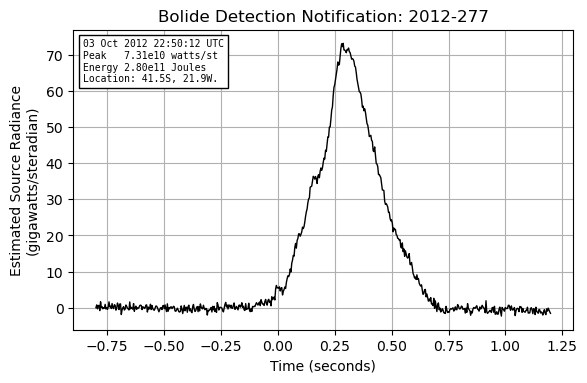 Bolide Detection Notification: 2012-277
03 Oct 2012 22:50:12 UTC
Peak   7.31e10 watts/st
Energy 2.80e11 Joules
Location: 41.5S, 21.9W.
Estimated Source Radiance
(gigawatts/steradian)
70
60
50
40
30
20
10
0
−0.75 −0.50 −0.25 0.00 0.25 0.50 0.75 1.00 1.25
Time (seconds)